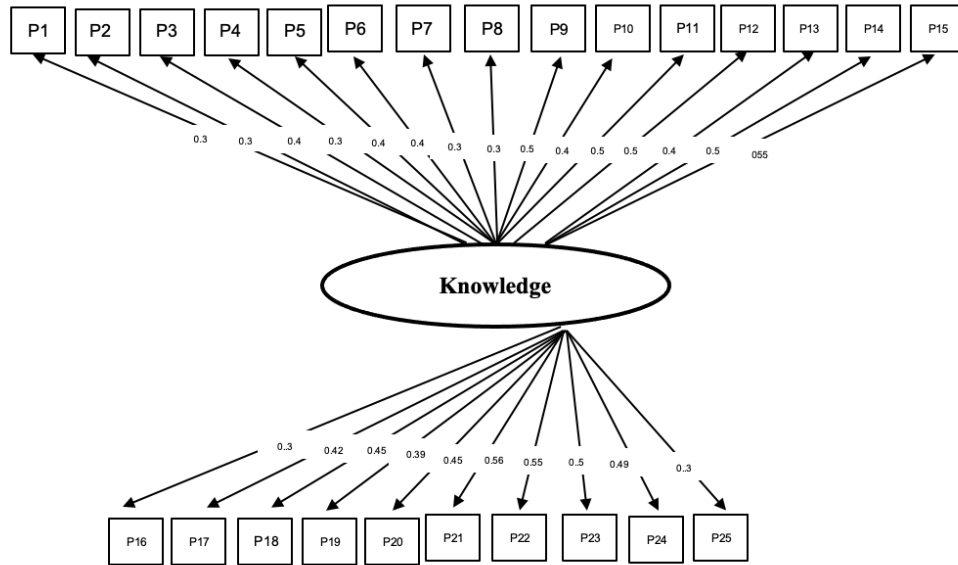 P1 P2 P3 P4 P5 P6 P7 P8 P9 P10 P11 P12 P13 P14 P15
0.3 0.3 0.4 0.3 0.4 0.4 0.3 0.3 0.5 0.4 0.5 0.5 0.4 0.5 055
Knowledge
0..3 0.42 0.45 0.39 0.45 0.56 0.55 0..5 0.49 0..3
P16 P17 P18 P19 P20 P21 P22 P23 P24 P25